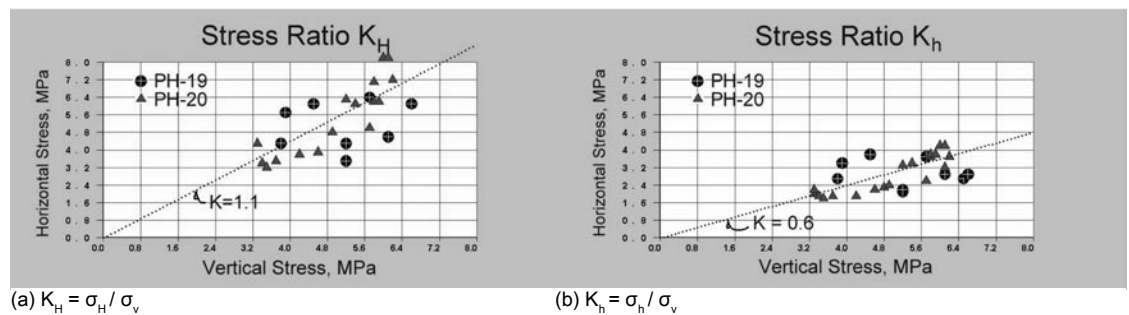 Stress Ratio K_H
Horizontal Stress, MPa
8.0
7.2
6.4
5.6
4.8
4.0
3.2
2.4
1.6
0.8
0.0
PH-19
PH-20
K=1.1
0.0 1.6 2.4 3.2 4.0 4.8 5.6 6.4 7.2 8.0
Vertical Stress, MPa
(a) K_H = σ_H / σ_v
Stress Ratio K_h
Horizontal Stress, MPa
8.0
7.2
6.4
5.6
4.8
4.0
3.2
2.4
1.6
0.8
0.0
PH-19
PH-20
K = 0.6
0.0 1.6 2.4 3.2 4.0 4.8 5.6 6.4 7.2 8.0
Vertical Stress, MPa
(b) K_h = σ_h / σ_v